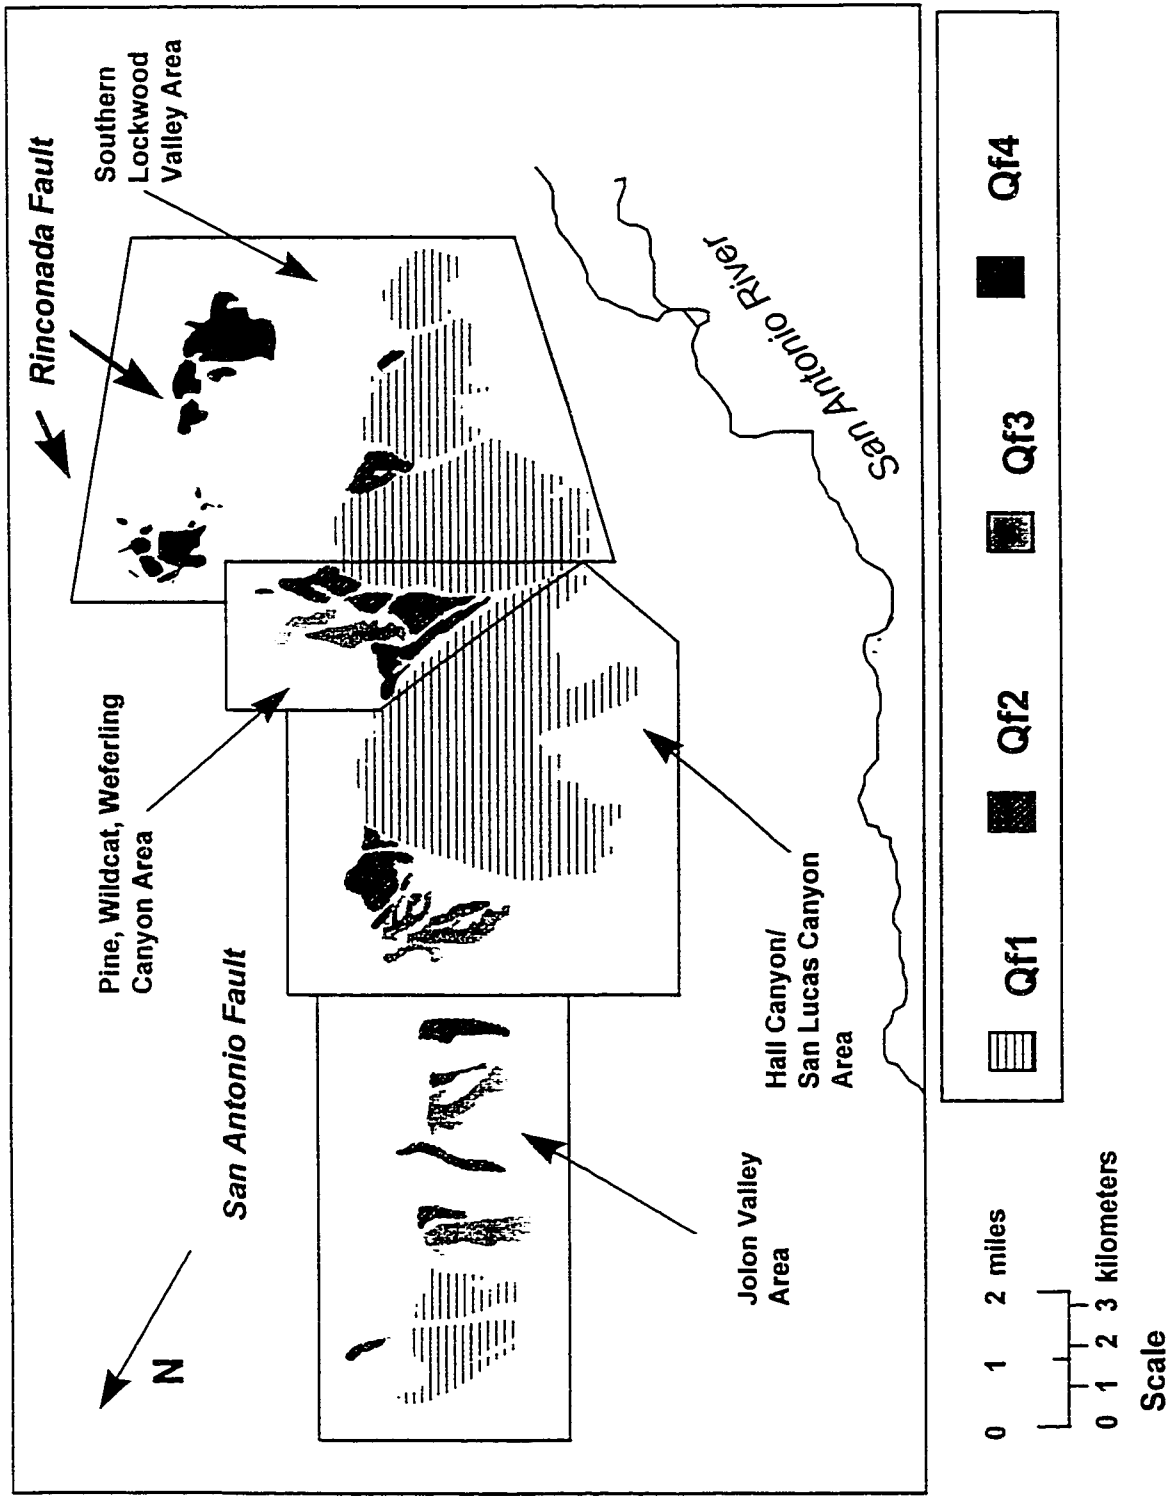 Rinconada Fault
Southern
Lockwood
Valley Area
Pine, Wildcat, Weferling
Canyon Area
San Antonio Fault
N
San Antonio River
Hall Canyon/
San Lucas Canyon
Area
Jolon Valley
Area
Qf1
Qf2
Qf3
Qf4
0 1 2 miles
0 1 2 3 kilometers
Scale